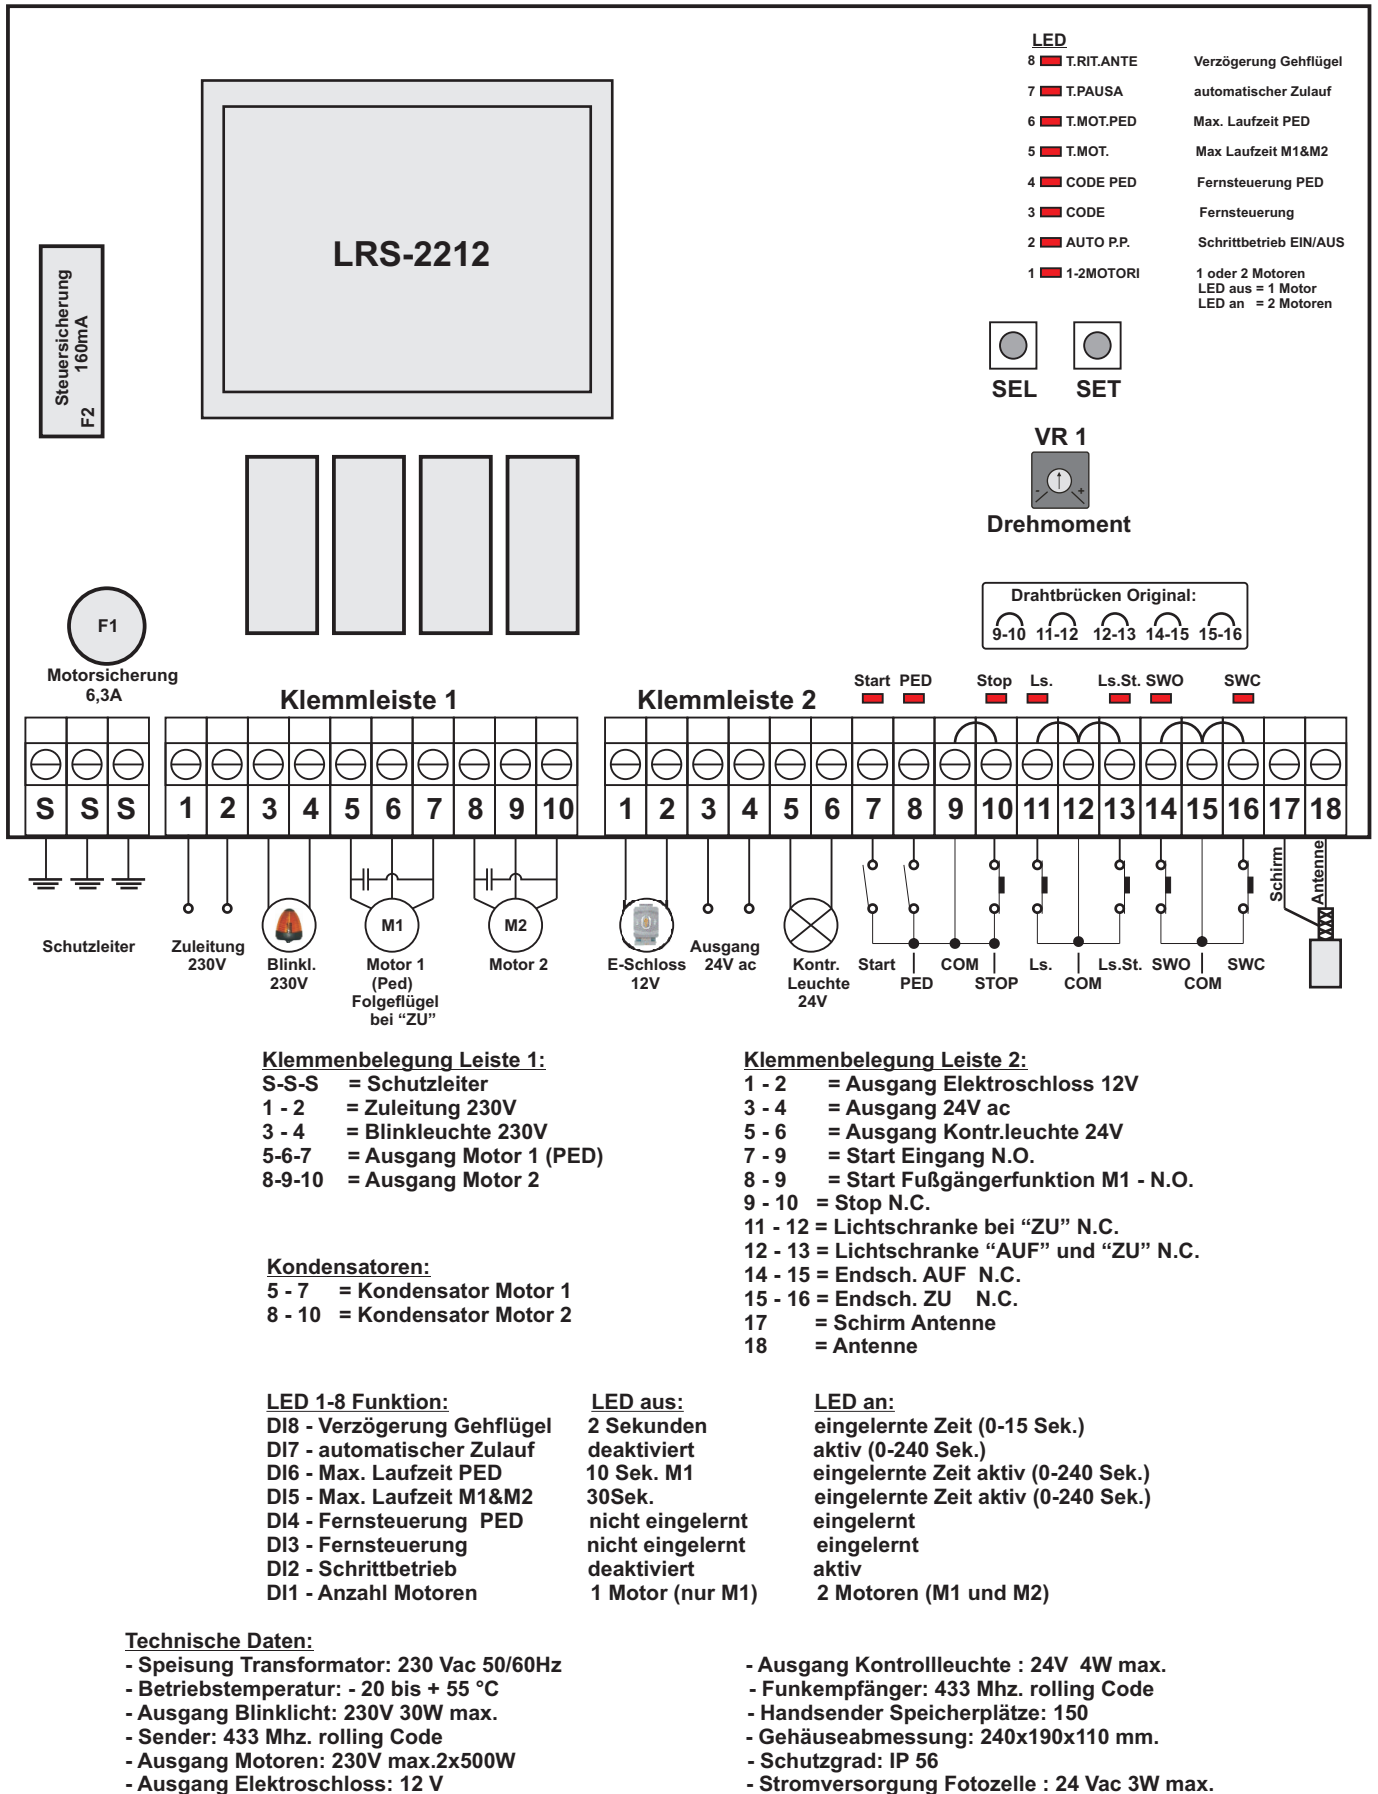 LED
8 T.RIT.ANTE Verzögerung Gehflügel
7 T.PAUSA automatischer Zulauf
6 T.MOT.PED Max. Laufzeit PED
5 T.MOT. Max Laufzeit M1&M2
4 CODE PED Fernsteuerung PED
3 CODE Fernsteuerung
2 AUTO P.P. Schrittbetrieb EIN/AUS
1 1-2MOTORI 1 oder 2 Motoren
LED aus = 1 Motor
LED an = 2 Motoren
LRS-2212
Steuersicherung
160mA
F2
SEL SET
VR 1
- +
Drehmoment
Drahtbrücken Original:
9-10 11-12 12-13 14-15 15-16
F1
Motorsicherung
6,3A
Klemmleiste 1
Klemmleiste 2
Start PED Stop Ls. Ls.St. SWO SWC
S S S 1 2 3 4 5 6 7 8 9 10 1 2 3 4 5 6 7 8 9 10 11 12 13 14 15 16 17 18
Schirm
Antenne
M1 M2
Schutzleiter
Zuleitung
230V
Blinkl.
230V
Motor 1
(Ped)
Folgeflügel
bei “ZU”
Motor 2
E-Schloss
12V
Ausgang
24V ac
Kontr.
Leuchte
24V
Start
PED
COM
STOP
Ls.
COM
Ls.St.
SWO
COM
SWC
Klemmenbelegung Leiste 1:
S-S-S = Schutzleiter
1 - 2 = Zuleitung 230V
3 - 4 = Blinkleuchte 230V
5-6-7 = Ausgang Motor 1 (PED)
8-9-10 = Ausgang Motor 2
Kondensatoren:
5 - 7 = Kondensator Motor 1
8 - 10 = Kondensator Motor 2
Klemmenbelegung Leiste 2:
1 - 2 = Ausgang Elektroschloss 12V
3 - 4 = Ausgang 24V ac
5 - 6 = Ausgang Kontr.leuchte 24V
7 - 9 = Start Eingang N.O.
8 - 9 = Start Fußgängerfunktion M1 - N.O.
9 - 10 = Stop N.C.
11 - 12 = Lichtschranke bei “ZU” N.C.
12 - 13 = Lichtschranke “AUF” und “ZU” N.C.
14 - 15 = Endsch. AUF N.C.
15 - 16 = Endsch. ZU N.C.
17 = Schirm Antenne
18 = Antenne
LED 1-8 Funktion: LED aus: LED an:
DI8 - Verzögerung Gehflügel 2 Sekunden eingelernte Zeit (0-15 Sek.)
DI7 - automatischer Zulauf deaktiviert aktiv (0-240 Sek.)
DI6 - Max. Laufzeit PED 10 Sek. M1 eingelernte Zeit aktiv (0-240 Sek.)
DI5 - Max. Laufzeit M1&M2 30Sek. eingelernte Zeit aktiv (0-240 Sek.)
DI4 - Fernsteuerung PED nicht eingelernt eingelernt
DI3 - Fernsteuerung nicht eingelernt eingelernt
DI2 - Schrittbetrieb deaktiviert aktiv
DI1 - Anzahl Motoren 1 Motor (nur M1) 2 Motoren (M1 und M2)
Technische Daten:
- Speisung Transformator: 230 Vac 50/60Hz
- Betriebstemperatur: - 20 bis + 55 °C
- Ausgang Blinklicht: 230V 30W max.
- Sender: 433 Mhz. rolling Code
- Ausgang Motoren: 230V max.2x500W
- Ausgang Elektroschloss: 12 V
- Ausgang Kontrollleuchte : 24V 4W max.
- Funkempfänger: 433 Mhz. rolling Code
- Handsender Speicherplätze: 150
- Gehäuseabmessung: 240x190x110 mm.
- Schutzgrad: IP 56
- Stromversorgung Fotozelle : 24 Vac 3W max.